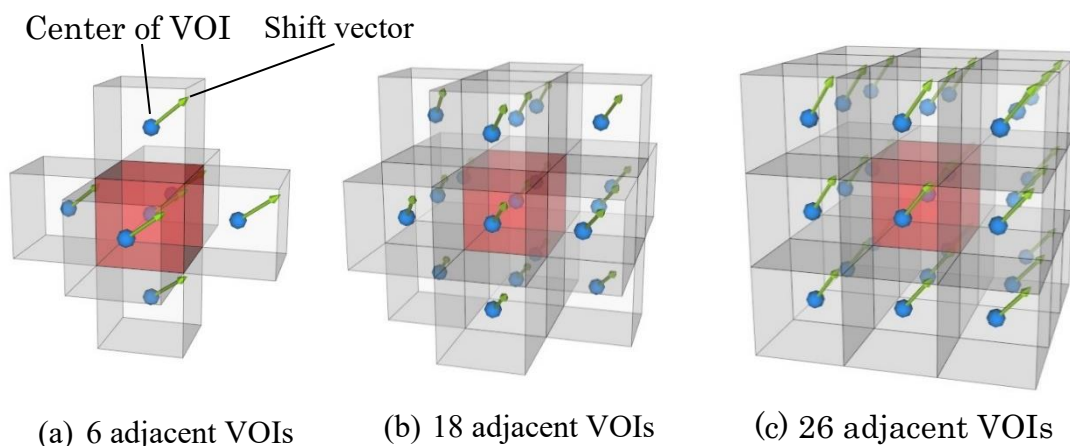 Center of VOI
Shift vector
(a) 6 adjacent VOIs
(b) 18 adjacent VOIs
(c) 26 adjacent VOIs